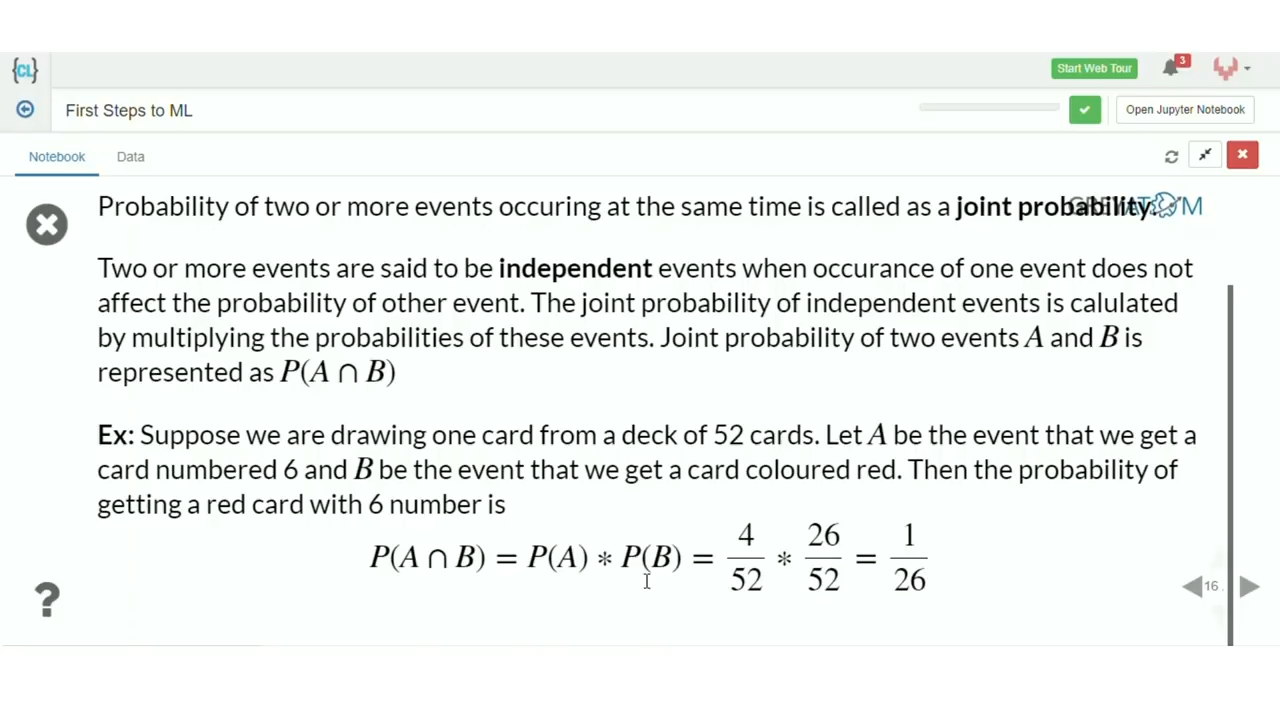 {CL}
Start Web Tour
3
First Steps to ML
Open Jupyter Notebook
Notebook
Data
Probability of two or more events occuring at the same time is called as a joint probability.
GREYATOM
Two or more events are said to be independent events when occurance of one event does not
affect the probability of other event. The joint probability of independent events is calulated
by multiplying the probabilities of these events. Joint probability of two events A and B is
represented as P(A ∩ B)
Ex: Suppose we are drawing one card from a deck of 52 cards. Let A be the event that we get a
card numbered 6 and B be the event that we get a card coloured red. Then the probability of
getting a red card with 6 number is
P(A ∩ B) = P(A) * P(B) = 4/52 * 26/52 = 1/26
?
16